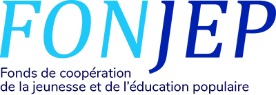 FONJEP
Fonds de coopération
de la jeunesse et de l'éducation populaire